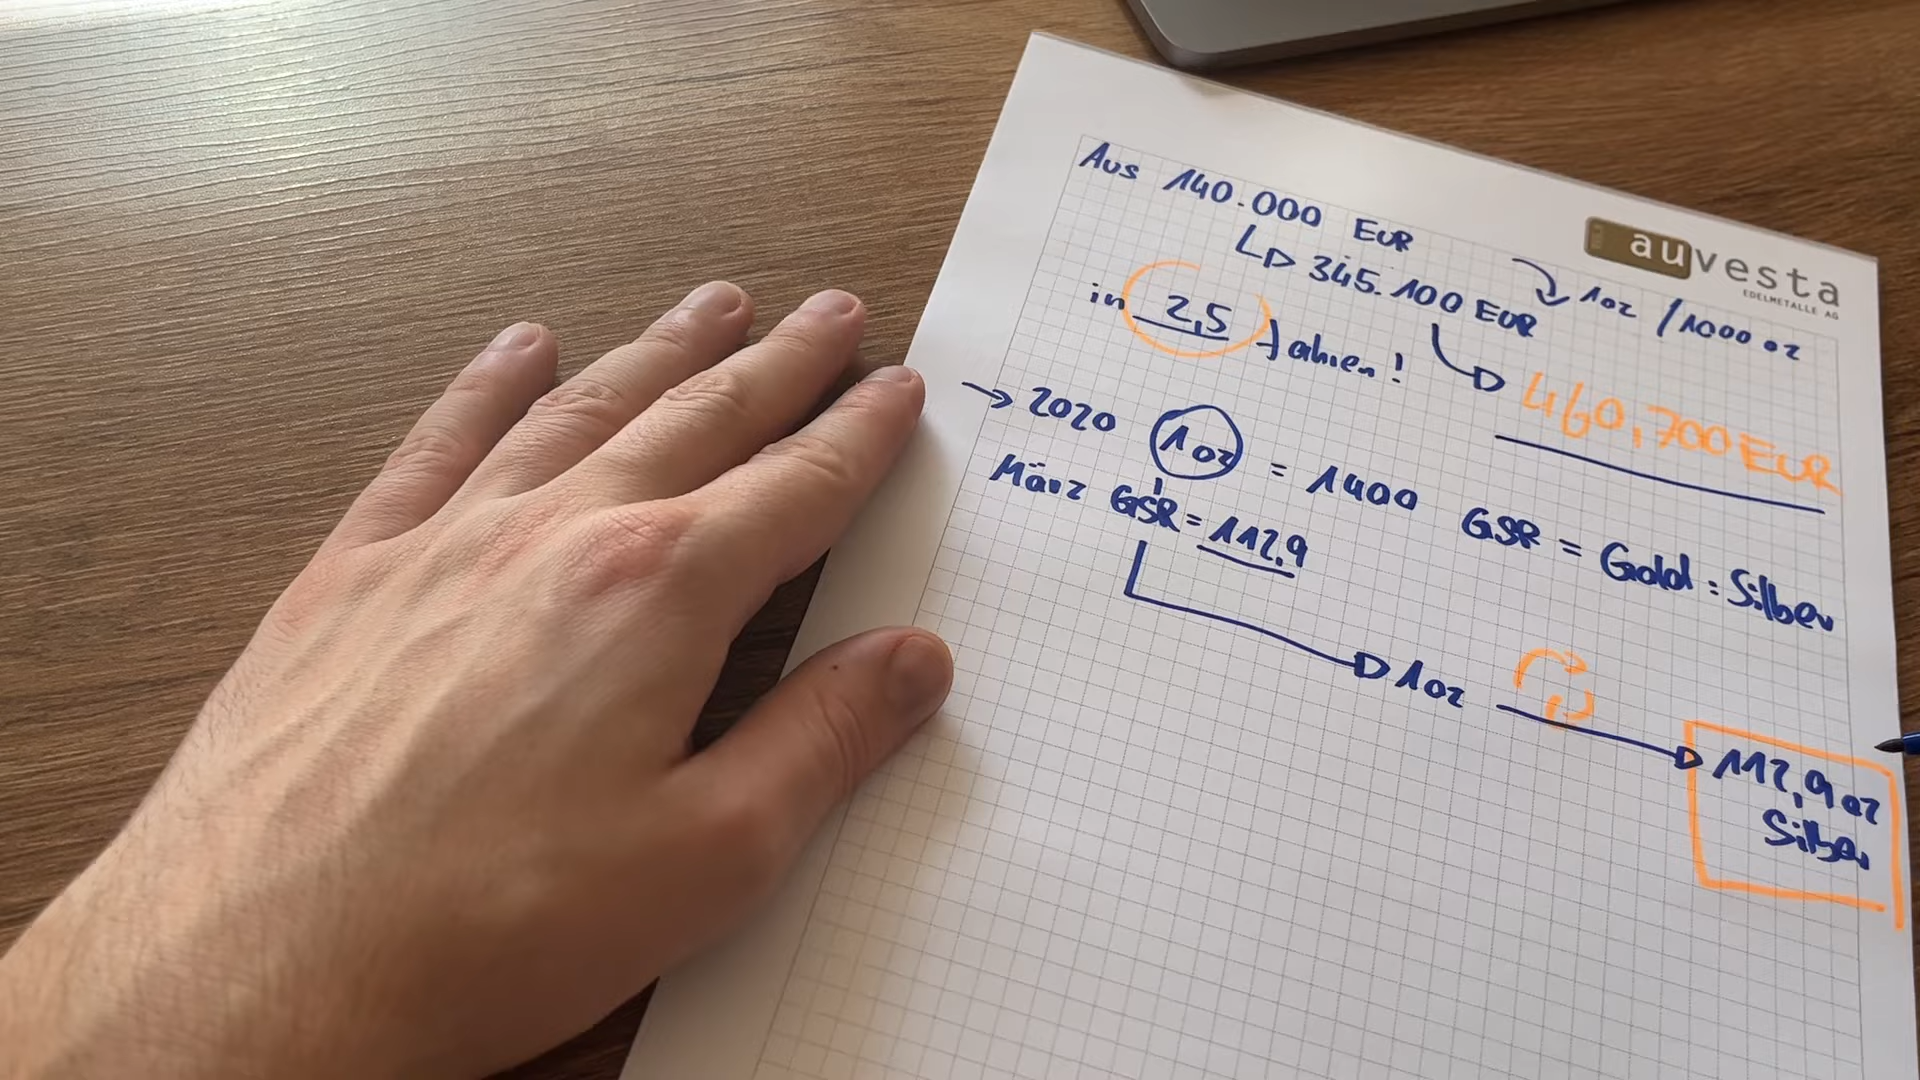 Aus 140.000 EUR
auvesta
EDELMETALLE AG
↳ 345.100 EUR
1oz / 1000 oz
in 2,5 Jahren!
460,700 EUR
→ 2020 1oz = 1400
GSR = Gold : Silber
März GSR = 112.9
1oz
112,9 oz
Silber